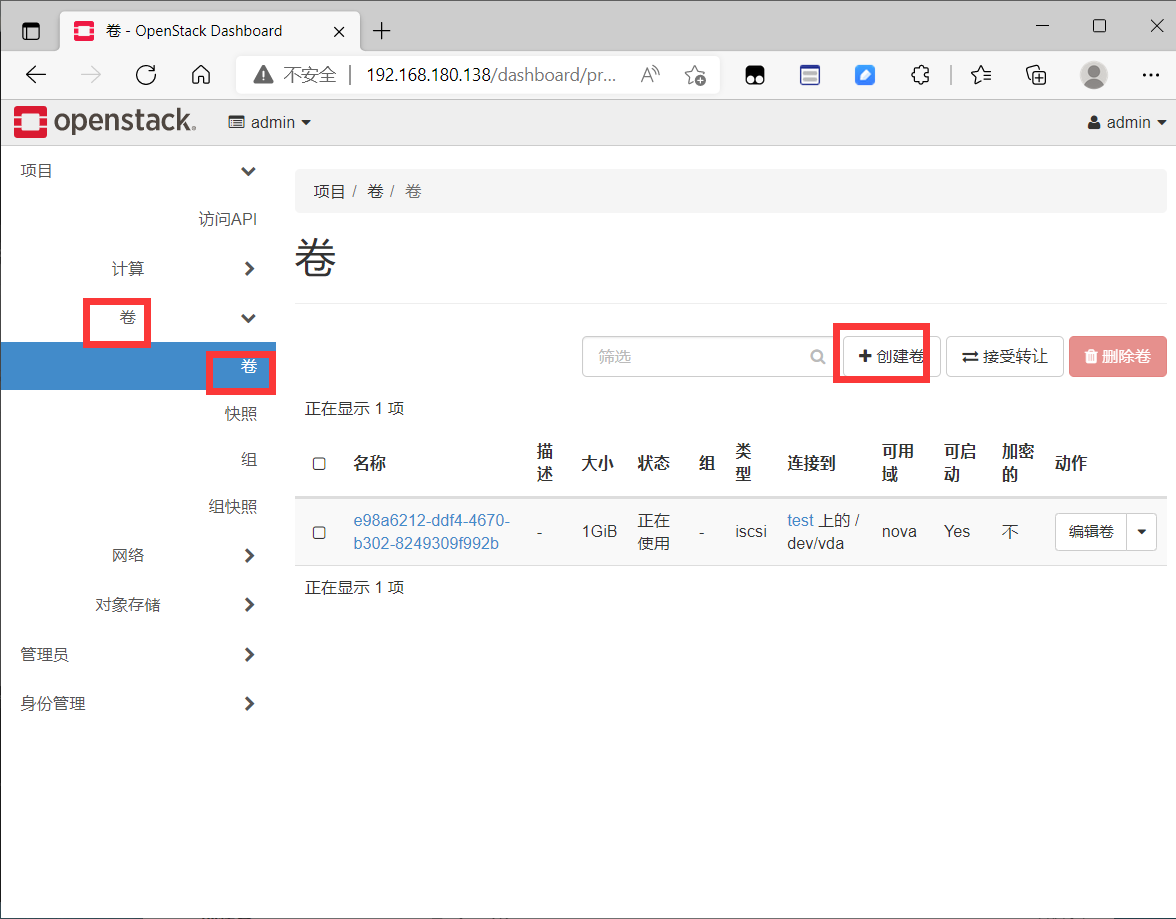 卷 - OpenStack Dashboard
不安全 192.168.180.138/dashboard/pr...
openstack. admin admin
项目
访问API
计算
卷
卷
快照
组
组快照
网络
对象存储
管理员
身份管理
项目 / 卷 / 卷
卷
筛选 创建卷 接受转让 删除卷
正在显示 1 项
名称 描述 大小 状态 组 类型 连接到 可用域 可启动 加密的 动作
e98a6212-ddf4-4670-b302-8249309f992b - 1GiB 正在使用 - iscsi test 上的 /dev/vda nova Yes 不 编辑卷
正在显示 1 项